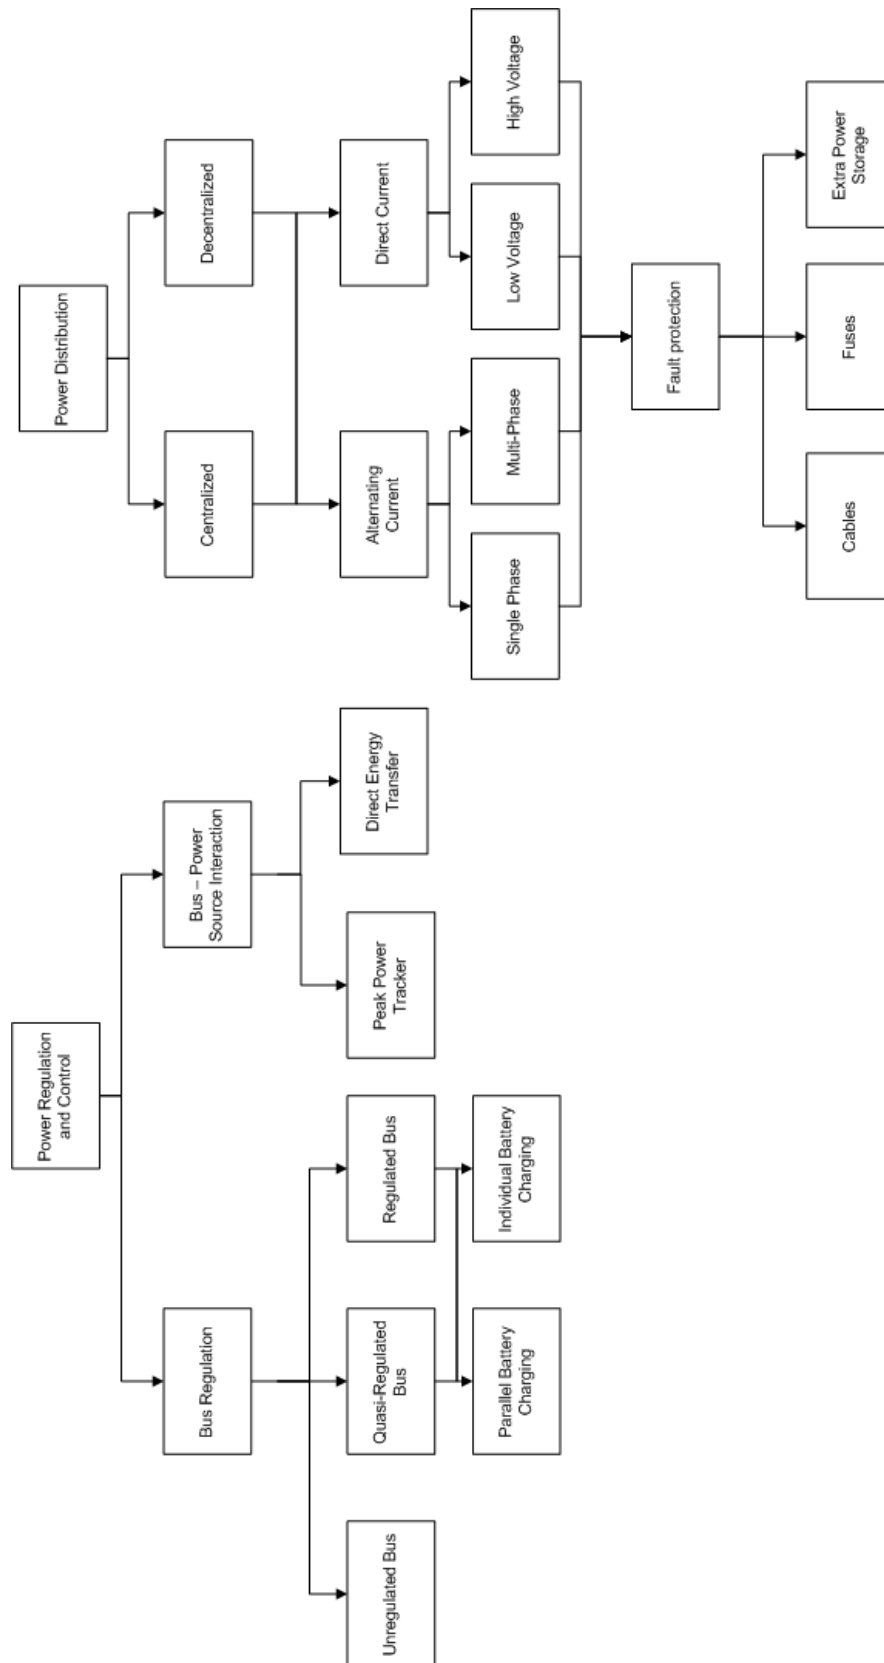 Power Regulation
and Control
Bus Regulation
Bus – Power
Source Interaction
Unregulated Bus
Quasi-Regulated
Bus
Regulated Bus
Peak Power
Tracker
Direct Energy
Transfer
Parallel Battery
Charging
Individual Battery
Charging
Power Distribution
Centralized
Decentralized
Alternating
Current
Direct Current
Single Phase
Multi-Phase
Low Voltage
High Voltage
Fault protection
Cables
Fuses
Extra Power
Storage